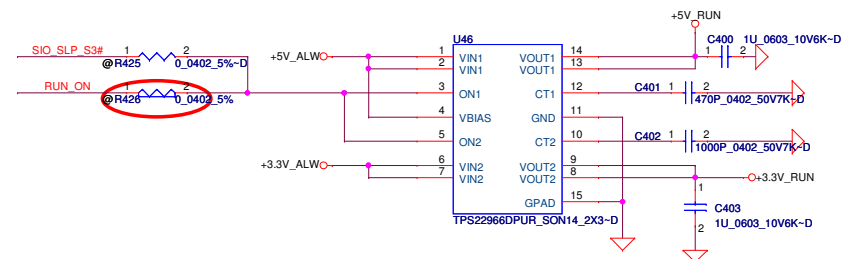 +5V_RUN
U46
C400 1U_0603_10V6K~D
SIO_SLP_S3# 1 2
@R425 0_0402_5%~D
+5V_ALW
1 VIN1 VOUT1 14
2 VIN1 VOUT1 13
1 2
RUN_ON 1 2
@R426 0_0402_5%
3 ON1 CT1 12
C401 1 2
470P_0402_50V7K~D
4 VBIAS GND 11
5 ON2 CT2 10
C402 1 2
1000P_0402_50V7K~D
+3.3V_ALW
6 VIN2 VOUT2 9
7 VIN2 VOUT2 8
+3.3V_RUN
GPAD 15
1
C403
1U_0603_10V6K~D
2
TPS22966DPUR_SON14_2X3~D